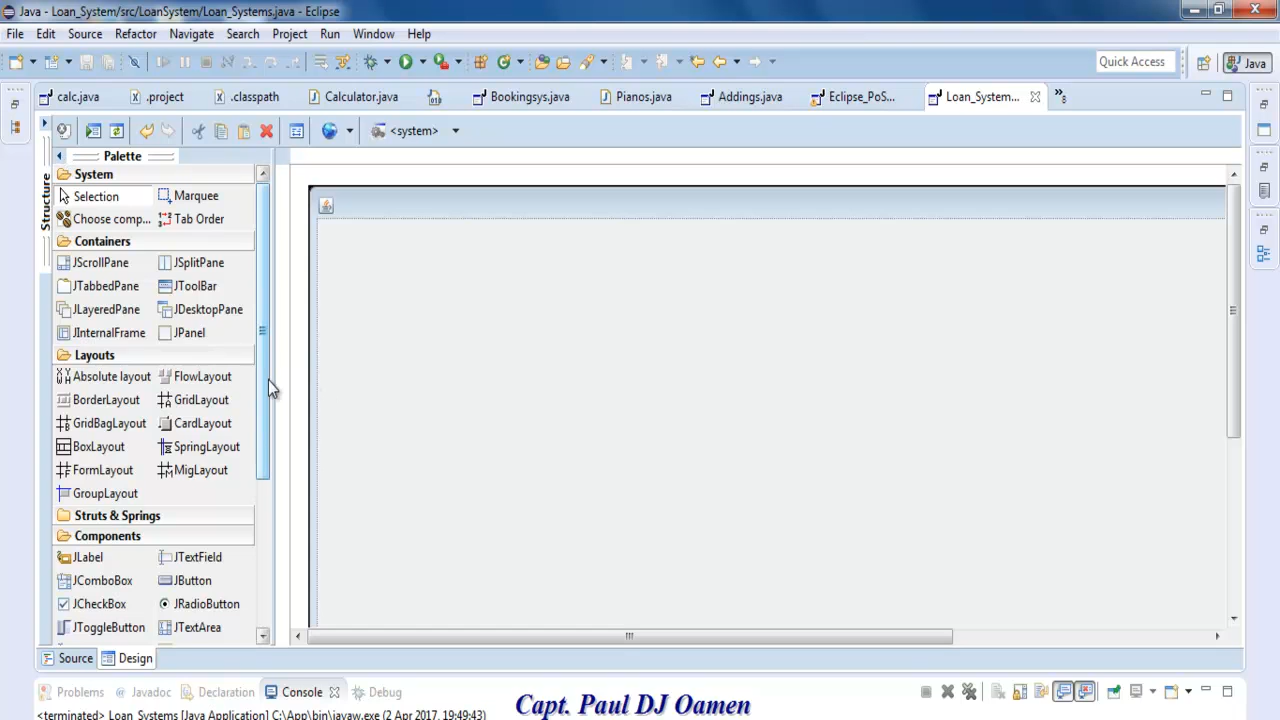 Java - Loan_System/src/LoanSystem/Loan_Systems.java - Eclipse
File Edit Source Refactor Navigate Search Project Run Window Help
Quick Access
Java
calc.java .project .classpath Calculator.java Bookingsys.java Pianos.java Addings.java Eclipse_PoS... Loan_System... »8
<system>
Structure
Palette
System
Selection Marquee
Choose comp... Tab Order
Containers
JScrollPane JSplitPane
JTabbedPane JToolBar
JLayeredPane JDesktopPane
JInternalFrame JPanel
Layouts
Absolute layout FlowLayout
BorderLayout GridLayout
GridBagLayout CardLayout
BoxLayout SpringLayout
FormLayout MigLayout
GroupLayout
Struts & Springs
Components
JLabel JTextField
JComboBox JButton
JCheckBox JRadioButton
JToggleButton JTextArea
Source Design
Problems Javadoc Declaration Console Debug
<terminated> Loan_Systems [Java Application] C:\App\bin\javaw.exe (2 Apr 2017, 19:49:43)
Capt. Paul DJ Oamen